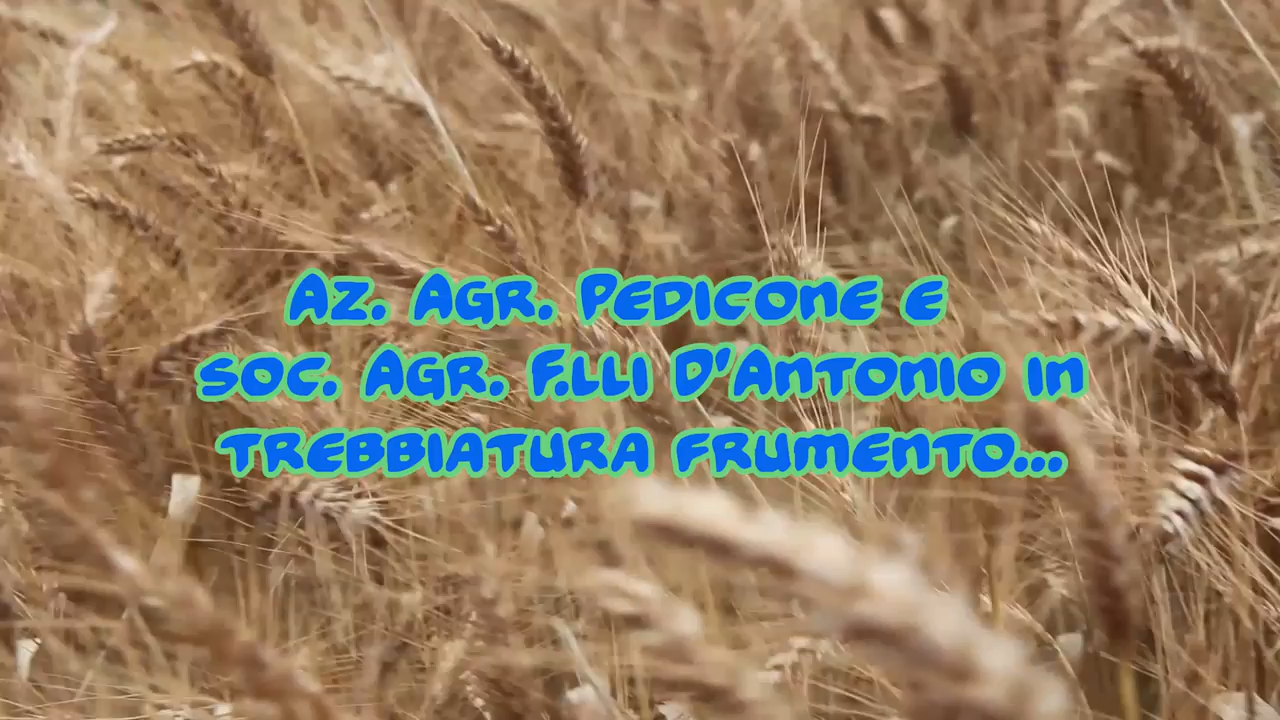 Az. Agr. Pedicone e
soc. Agr. F.lli D'Antonio in
trebbiatura frumento...